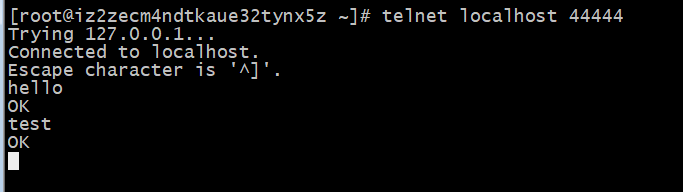 [root@iz2zecm4ndtkaue32tynx5z ~]# telnet localhost 44444
Trying 127.0.0.1...
Connected to localhost.
Escape character is '^]'.
hello
OK
test
OK